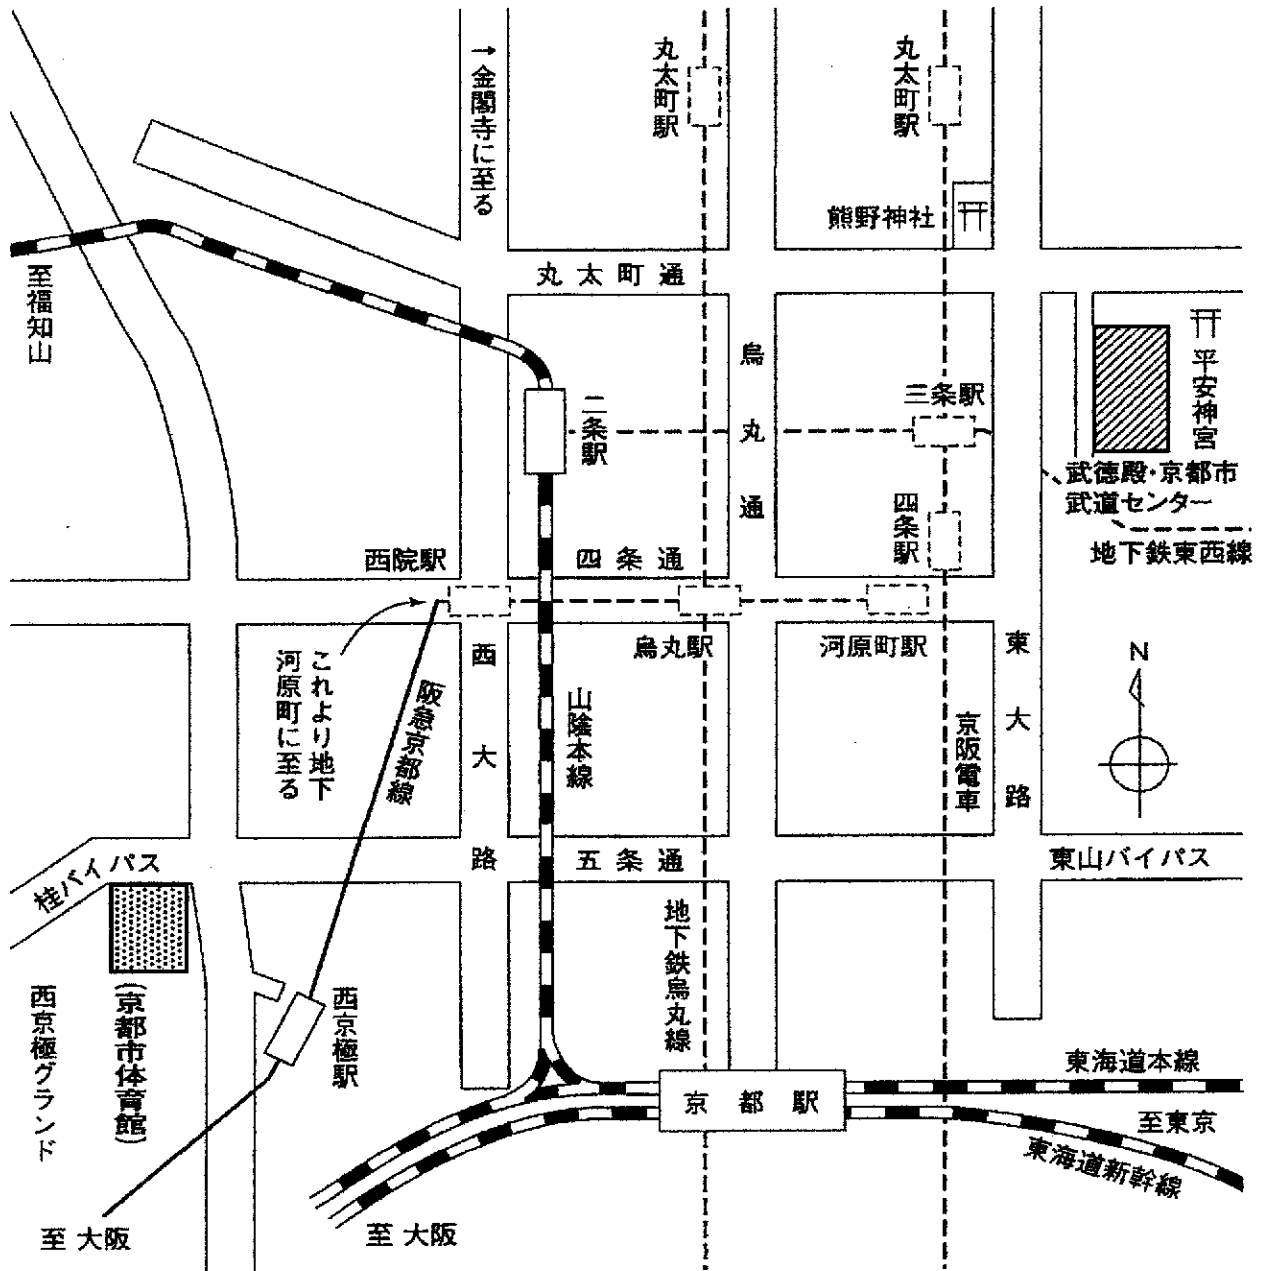 →金閣寺に至る
丸太町駅
丸太町駅
熊野神社
至福知山
丸太町通
烏丸通
平安神宮
二条駅
三条駅
武徳殿・京都市
武道センター
地下鉄東西線
四条駅
西院駅
四条通
烏丸駅
河原町駅
これより地下
河原町に至る
阪急京都線
西大路
山陰本線
京阪電車
東大路
N
桂バイパス
五条通
東山バイパス
西京極グランド
(京都市体育館)
西京極駅
地下鉄烏丸線
京都駅
東海道本線
至東京
東海道新幹線
至 大阪
至 大阪